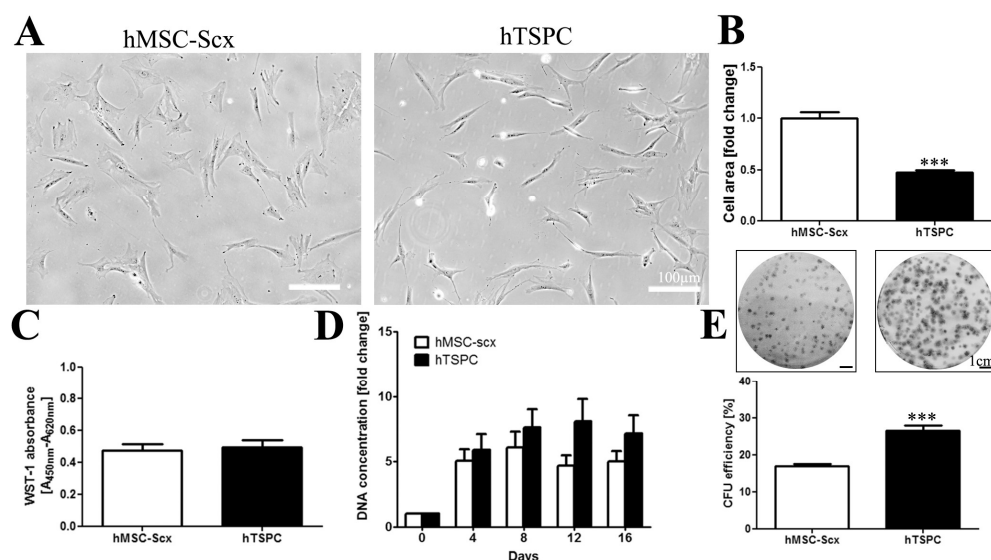 A
hMSC-Scx
hTSPC
100µm
B
Cell area [fold change]
1.5
1.0
0.5
0.0
***
hMSC-Scx
hTSPC
C
WST-1 absorbance
[A450nm-A620nm]
1.0
0.8
0.6
0.4
0.2
0.0
hMSC-Scx
hTSPC
D
DNA concentration [fold change]
15
10
5
0
hMSC-scx
hTSPC
0 4 8 12 16
Days
E
1cm
CFU efficiency [%]
40
30
20
10
0
***
hMSC-Scx
hTSPC